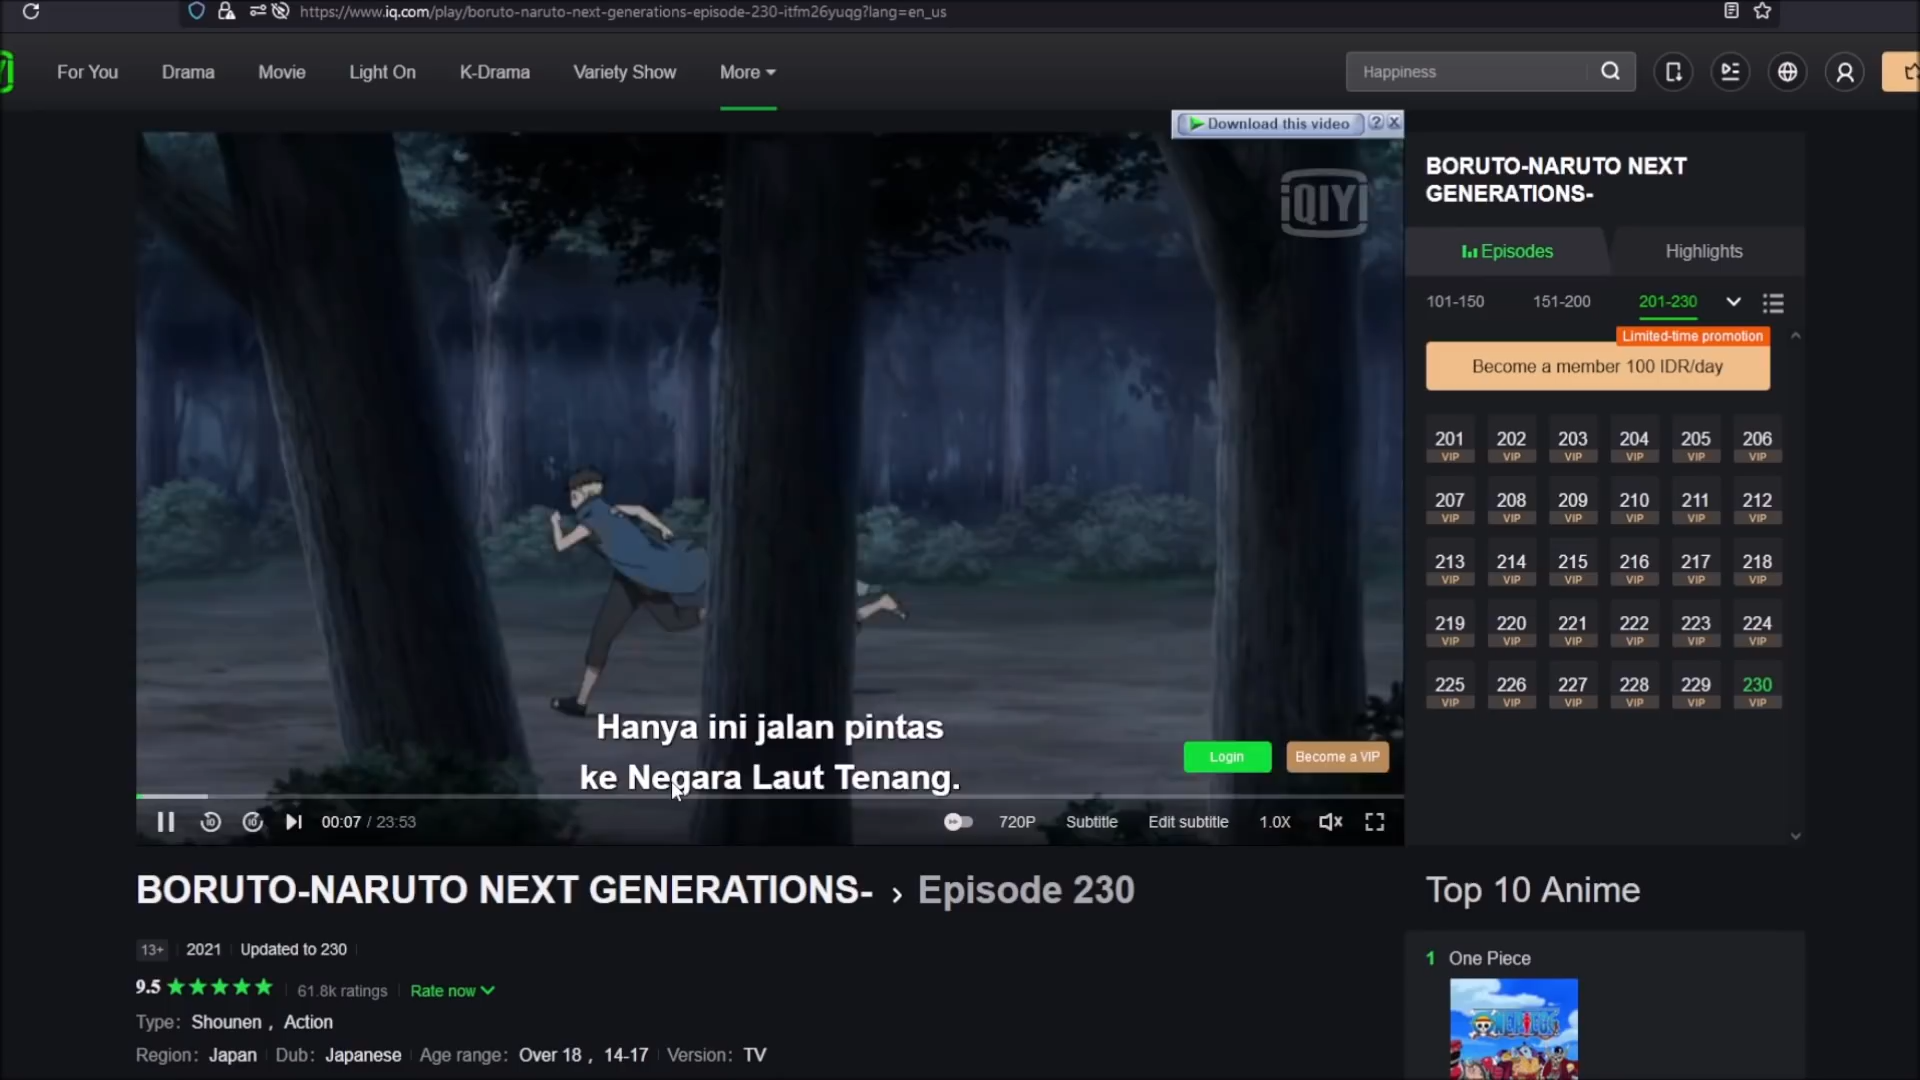 https://www.iq.com/play/boruto-naruto-next-generations-episode-230-itfm26yuqg?lang=en_us
For You
Drama
Movie
Light On
K-Drama
Variety Show
More
Happiness
Download this video
? X
iQIYI
BORUTO-NARUTO NEXT
GENERATIONS-
Episodes
Highlights
101-150
151-200
201-230
Limited-time promotion
Become a member 100 IDR/day
201 202 203 204 205 206
VIP VIP VIP VIP VIP VIP
207 208 209 210 211 212
VIP VIP VIP VIP VIP VIP
213 214 215 216 217 218
VIP VIP VIP VIP VIP VIP
219 220 221 222 223 224
VIP VIP VIP VIP VIP VIP
225 226 227 228 229 230
VIP VIP VIP VIP VIP VIP
Hanya ini jalan pintas
ke Negara Laut Tenang.
Login
Become a VIP
10
10
00:07 / 23:53
720P
Subtitle
Edit subtitle
1.0X
BORUTO-NARUTO NEXT GENERATIONS- › Episode 230
13+ 2021 Updated to 230
9.5 61.8k ratings Rate now
Type: Shounen , Action
Region: Japan Dub: Japanese Age range: Over 18 , 14-17 Version: TV
Top 10 Anime
1 One Piece
ONE PIECE